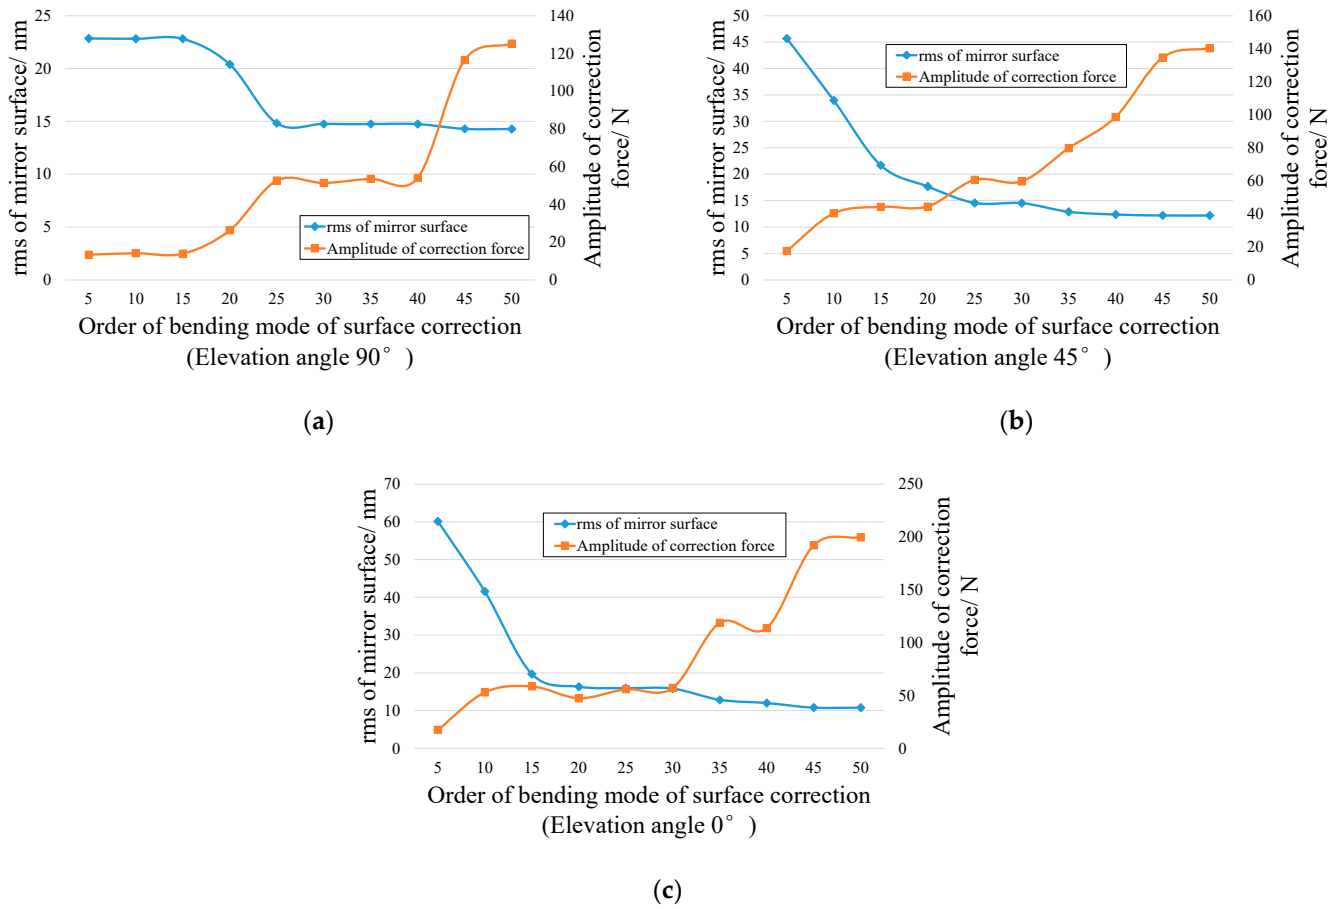 rms of mirror surface/ nm
25
20
15
10
5
0
140
120
100
80
60
40
20
0
Amplitude of correction
force/ N
rms of mirror surface
Amplitude of correction force
5 10 15 20 25 30 35 40 45 50
Order of bending mode of surface correction
(Elevation angle 90° )
(a)
rms of mirror surface/ nm
50
45
40
35
30
25
20
15
10
5
0
160
140
120
100
80
60
40
20
0
Amplitude of correction
force/ N
rms of mirror surface
Amplitude of correction force
5 10 15 20 25 30 35 40 45 50
Order of bending mode of surface correction
(Elevation angle 45° )
(b)
rms of mirror surface/ nm
70
60
50
40
30
20
10
0
250
200
150
100
50
0
Amplitude of correction
force/ N
rms of mirror surface
Amplitude of correction force
5 10 15 20 25 30 35 40 45 50
Order of bending mode of surface correction
(Elevation angle 0° )
(c)